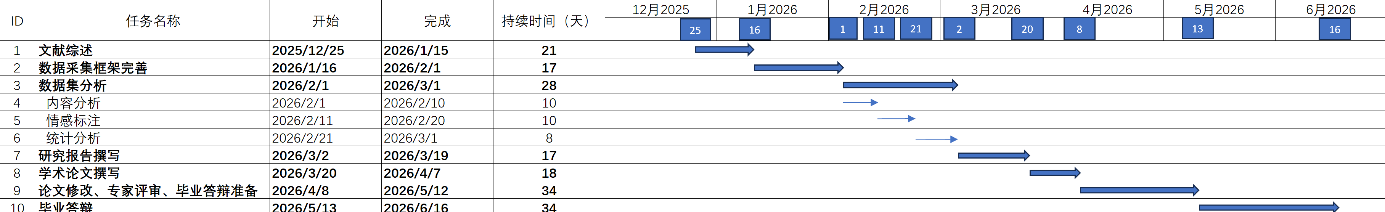 ID 任务名称 开始 完成 持续时间（天） 12月2025 1月2026 2月2026 3月2026 4月2026 5月2026 6月2026
25 16 1 11 21 2 20 8 13 16
1 文献综述 2025/12/25 2026/1/15 21
2 数据采集框架完善 2026/1/16 2026/2/1 17
3 数据集分析 2026/2/1 2026/3/1 28
4 内容分析 2026/2/1 2026/2/10 10
5 情感标注 2026/2/11 2026/2/20 10
6 统计分析 2026/2/21 2026/3/1 8
7 研究报告撰写 2026/3/2 2026/3/19 17
8 学术论文撰写 2026/3/20 2026/4/7 18
9 论文修改、专家评审、毕业答辩准备 2026/4/8 2026/5/12 34
10 毕业答辩 2026/5/13 2026/6/16 34